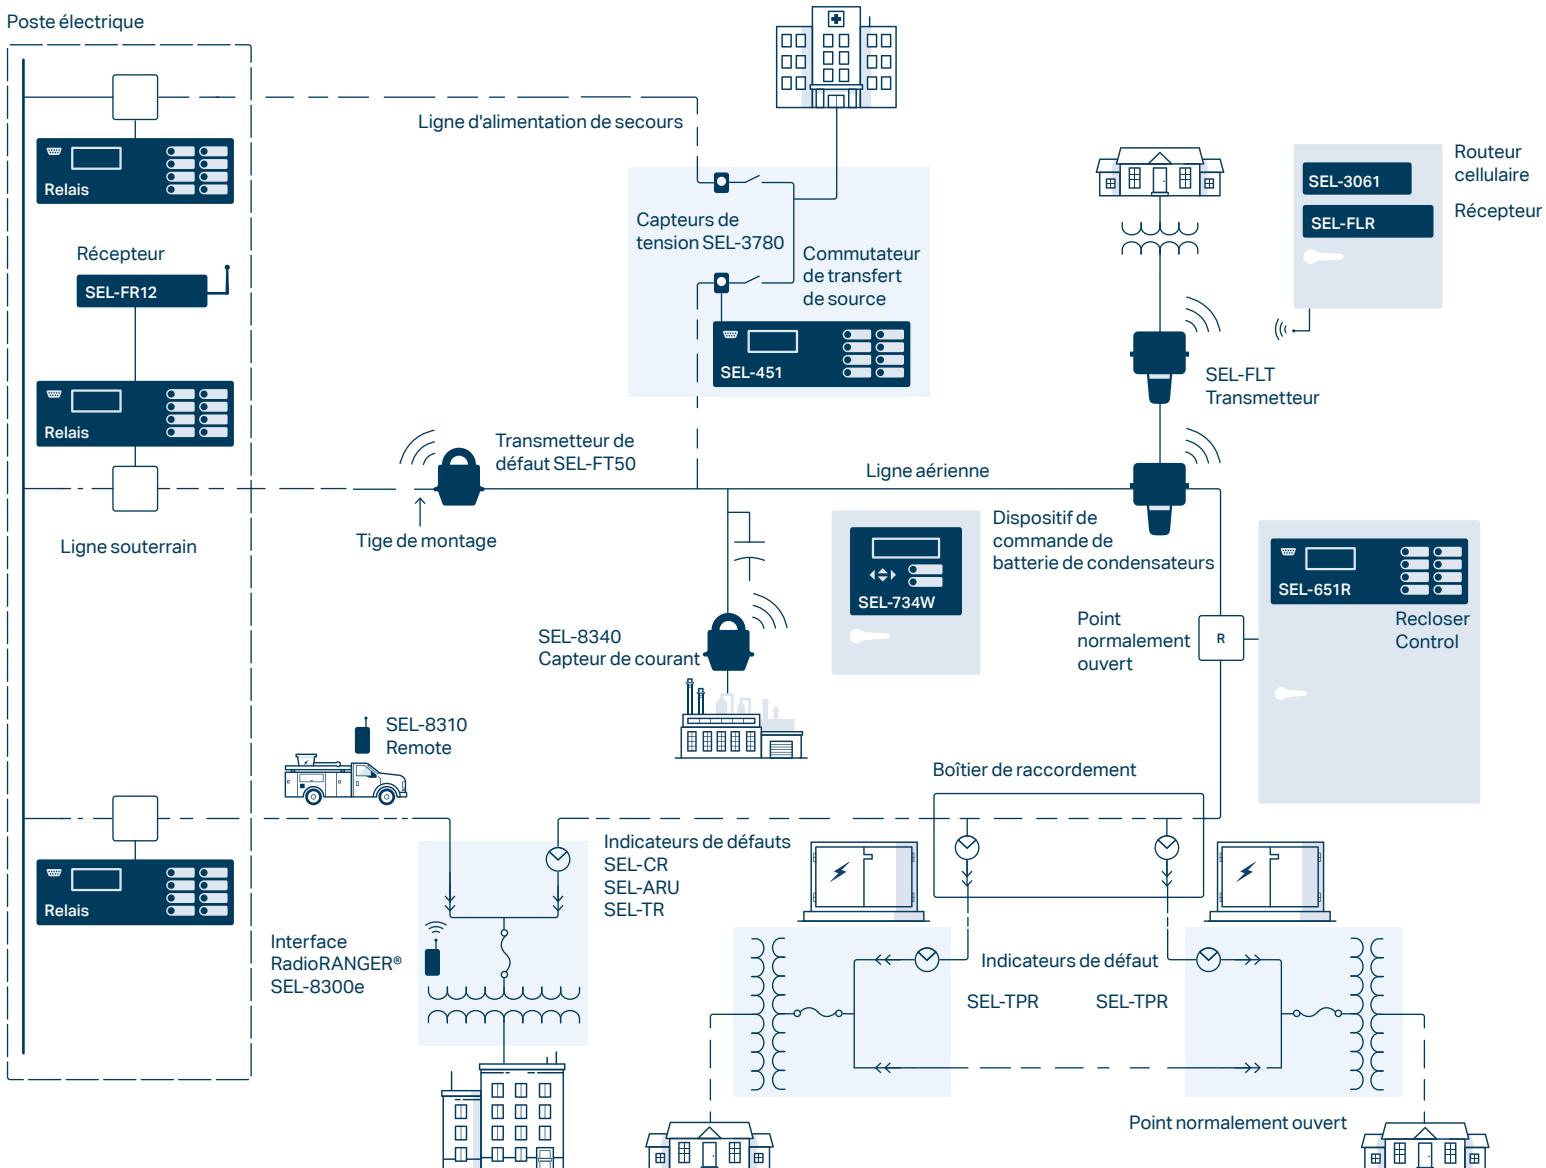 Poste électrique
Relais
Ligne d'alimentation de secours
Récepteur
SEL-FR12
Relais
Ligne souterrain
Capteurs de
tension SEL-3780
Commutateur
de transfert
de source
SEL-451
Transmetteur de
défaut SEL-FT50
Tige de montage
Ligne aérienne
SEL-FLT
Transmetteur
SEL-3061
SEL-FLR
Routeur
cellulaire
Récepteur
Dispositif de
commande de
batterie de condensateurs
SEL-734W
SEL-8340
Capteur de courant
Point
normalement
ouvert
R
SEL-651R
Recloser
Control
SEL-8310
Remote
Relais
Interface
RadioRANGER®
SEL-8300e
Indicateurs de défauts
SEL-CR
SEL-ARU
SEL-TR
Boîtier de raccordement
Indicateurs de défaut
SEL-TPR
SEL-TPR
Point normalement ouvert